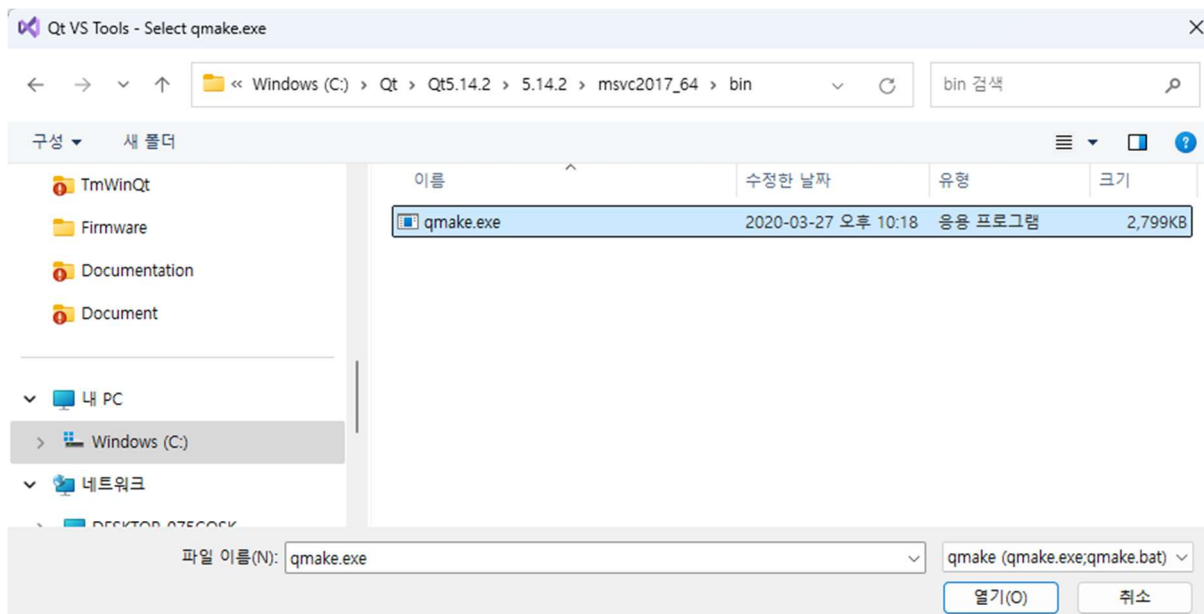 Qt VS Tools - Select qmake.exe
« Windows (C:) > Qt > Qt5.14.2 > 5.14.2 > msvc2017_64 > bin
bin 검색
구성 새 폴더
이름 수정한 날짜 유형 크기
qmake.exe 2020-03-27 오후 10:18 응용 프로그램 2,799KB
TmWinQt
Firmware
Documentation
Document
내 PC
Windows (C:)
네트워크
파일 이름(N): qmake.exe
qmake (qmake.exe;qmake.bat)
열기(O) 취소